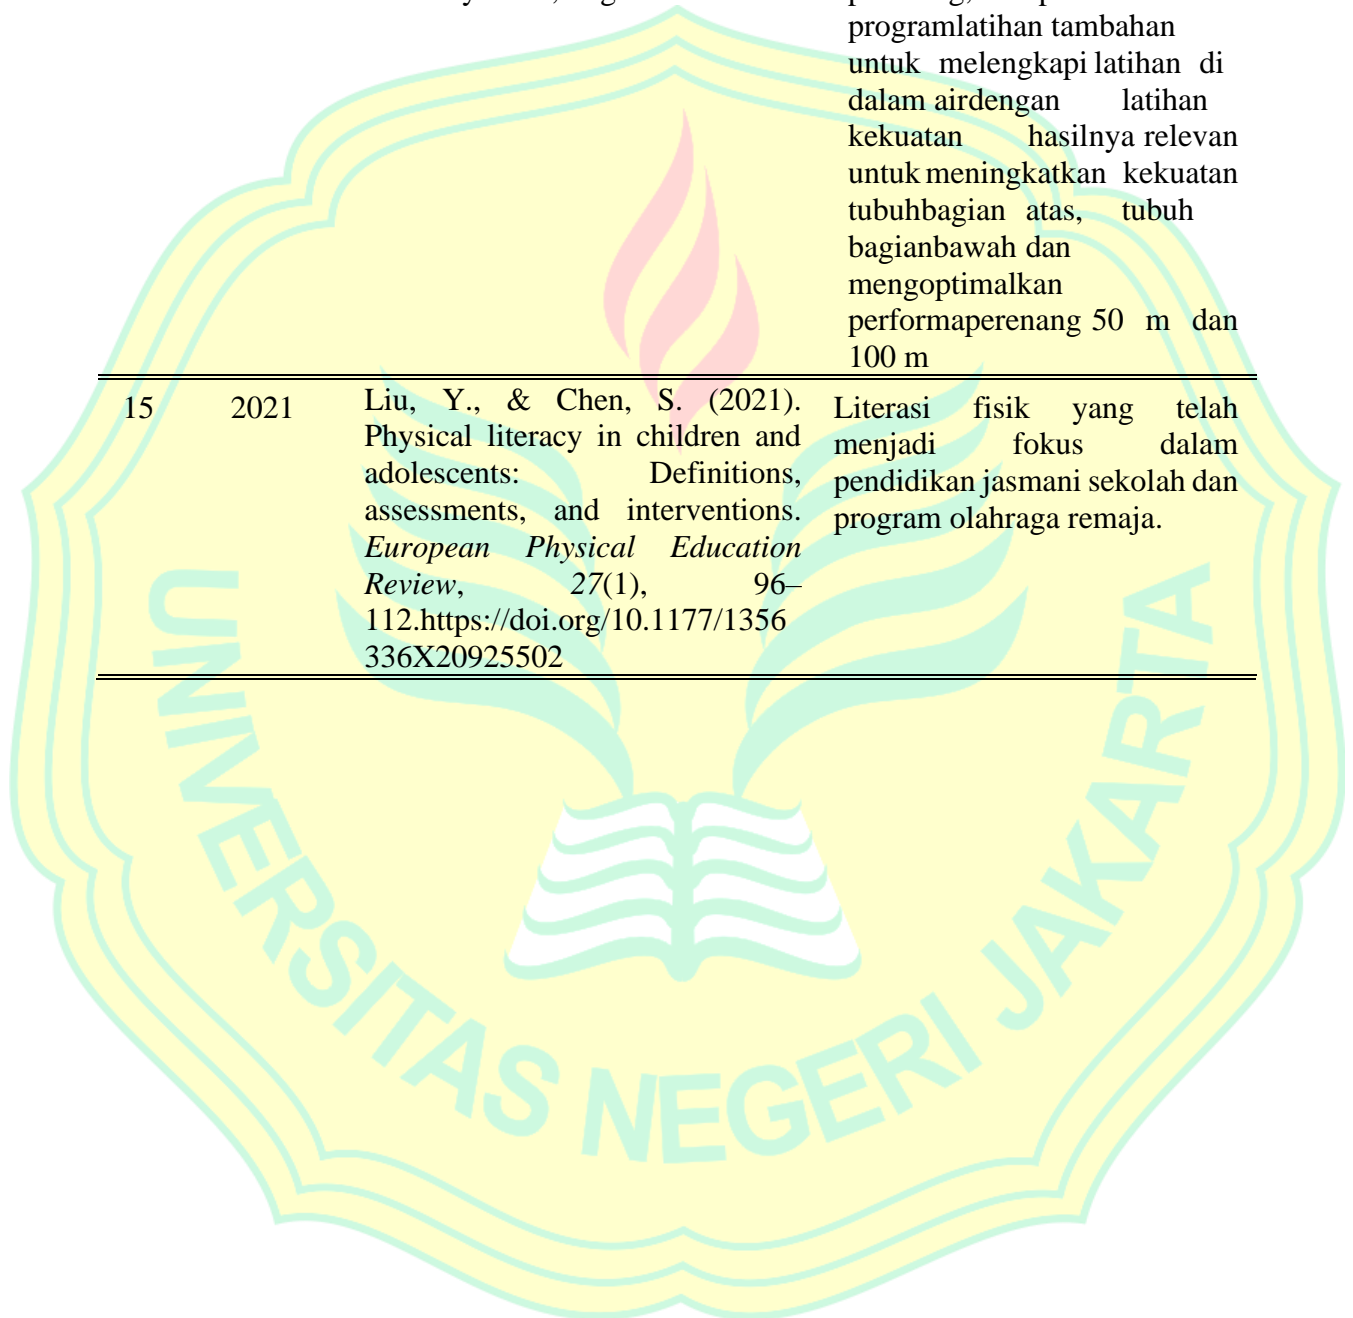 programlatihan tambahan
untuk melengkapi latihan di
dalam airdengan latihan
kekuatan hasilnya relevan
untuk meningkatkan kekuatan
tubuhbagian atas, tubuh
bagianbawah dan
mengoptimalkan
performaperenang 50 m dan
100 m
15 2021
Liu, Y., & Chen, S. (2021).
Physical literacy in children and
adolescents: Definitions,
assessments, and interventions.
European Physical Education
Review, 27(1), 96–
112.https://doi.org/10.1177/1356
336X20925502
Literasi fisik yang telah
menjadi fokus dalam
pendidikan jasmani sekolah dan
program olahraga remaja.
UNIVERSITAS NEGERI JAKARTA